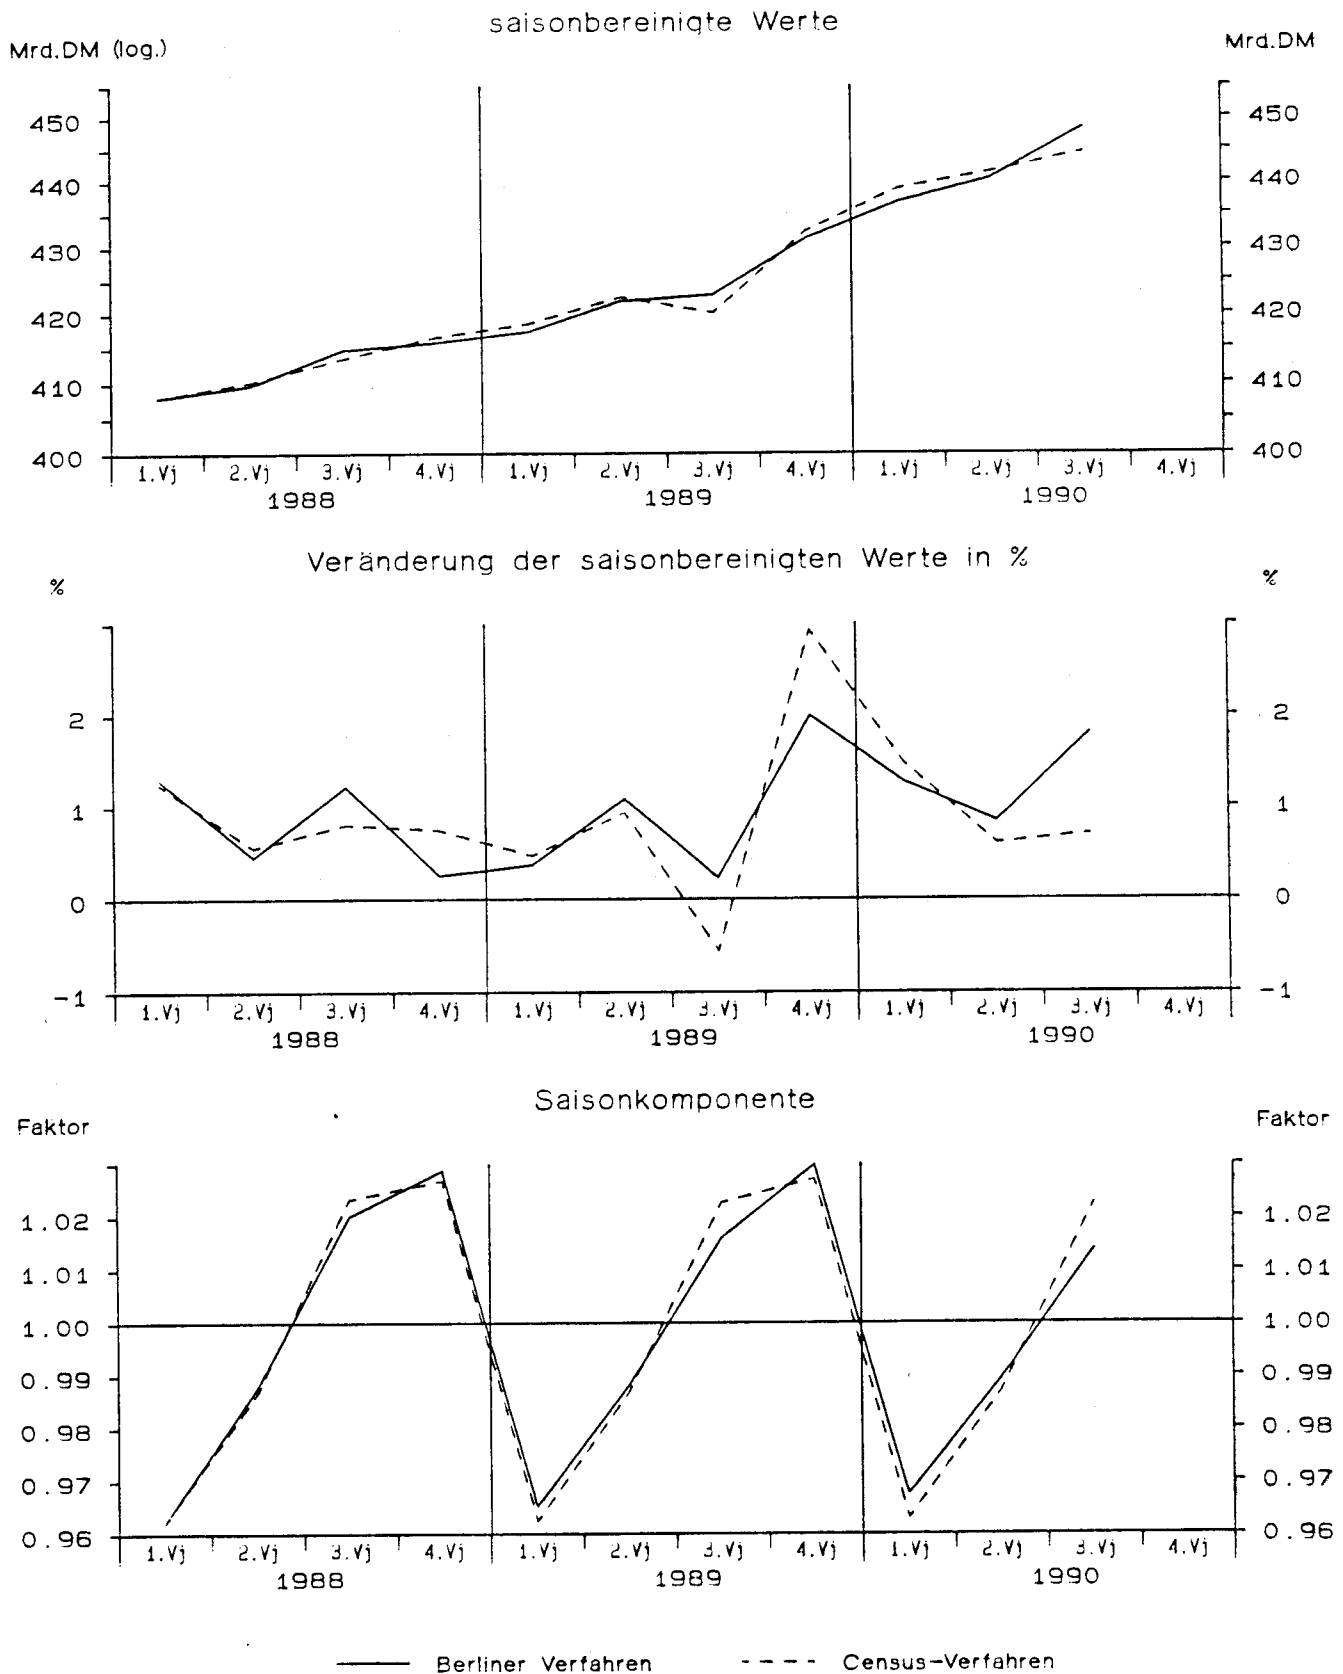 saisonbereinigte Werte
Mrd.DM (log.) Mrd.DM
450 450
440 440
430 430
420 420
410 410
400 400
1.Vj 2.Vj 3.Vj 4.Vj 1.Vj 2.Vj 3.Vj 4.Vj 1.Vj 2.Vj 3.Vj 4.Vj
1988 1989 1990
Veränderung der saisonbereinigten Werte in %
% %
2 2
1 1
0 0
-1 -1
1.Vj 2.Vj 3.Vj 4.Vj 1.Vj 2.Vj 3.Vj 4.Vj 1.Vj 2.Vj 3.Vj 4.Vj
1988 1989 1990
Saisonkomponente
Faktor Faktor
1.02 1.02
1.01 1.01
1.00 1.00
0.99 0.99
0.98 0.98
0.97 0.97
0.96 0.96
1.Vj 2.Vj 3.Vj 4.Vj 1.Vj 2.Vj 3.Vj 4.Vj 1.Vj 2.Vj 3.Vj 4.Vj
1988 1989 1990
Berliner Verfahren Census-Verfahren